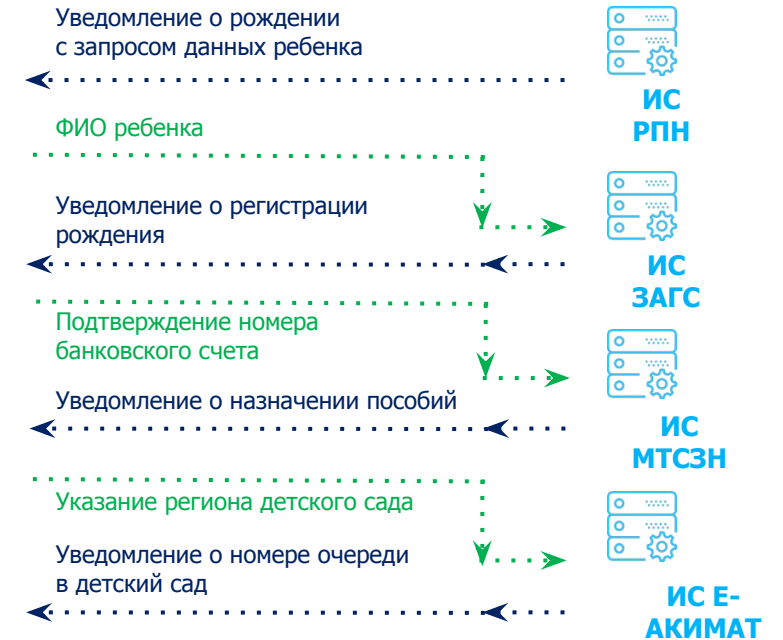 Уведомление о рождении
с запросом данных ребенка
ИС
РПН
ФИО ребенка
Уведомление о регистрации
рождения
ИС
ЗАГС
Подтверждение номера
банковского счета
Уведомление о назначении пособий
ИС
МТСЗН
Указание региона детского сада
Уведомление о номере очереди
в детский сад
ИС Е-
АКИМАТ